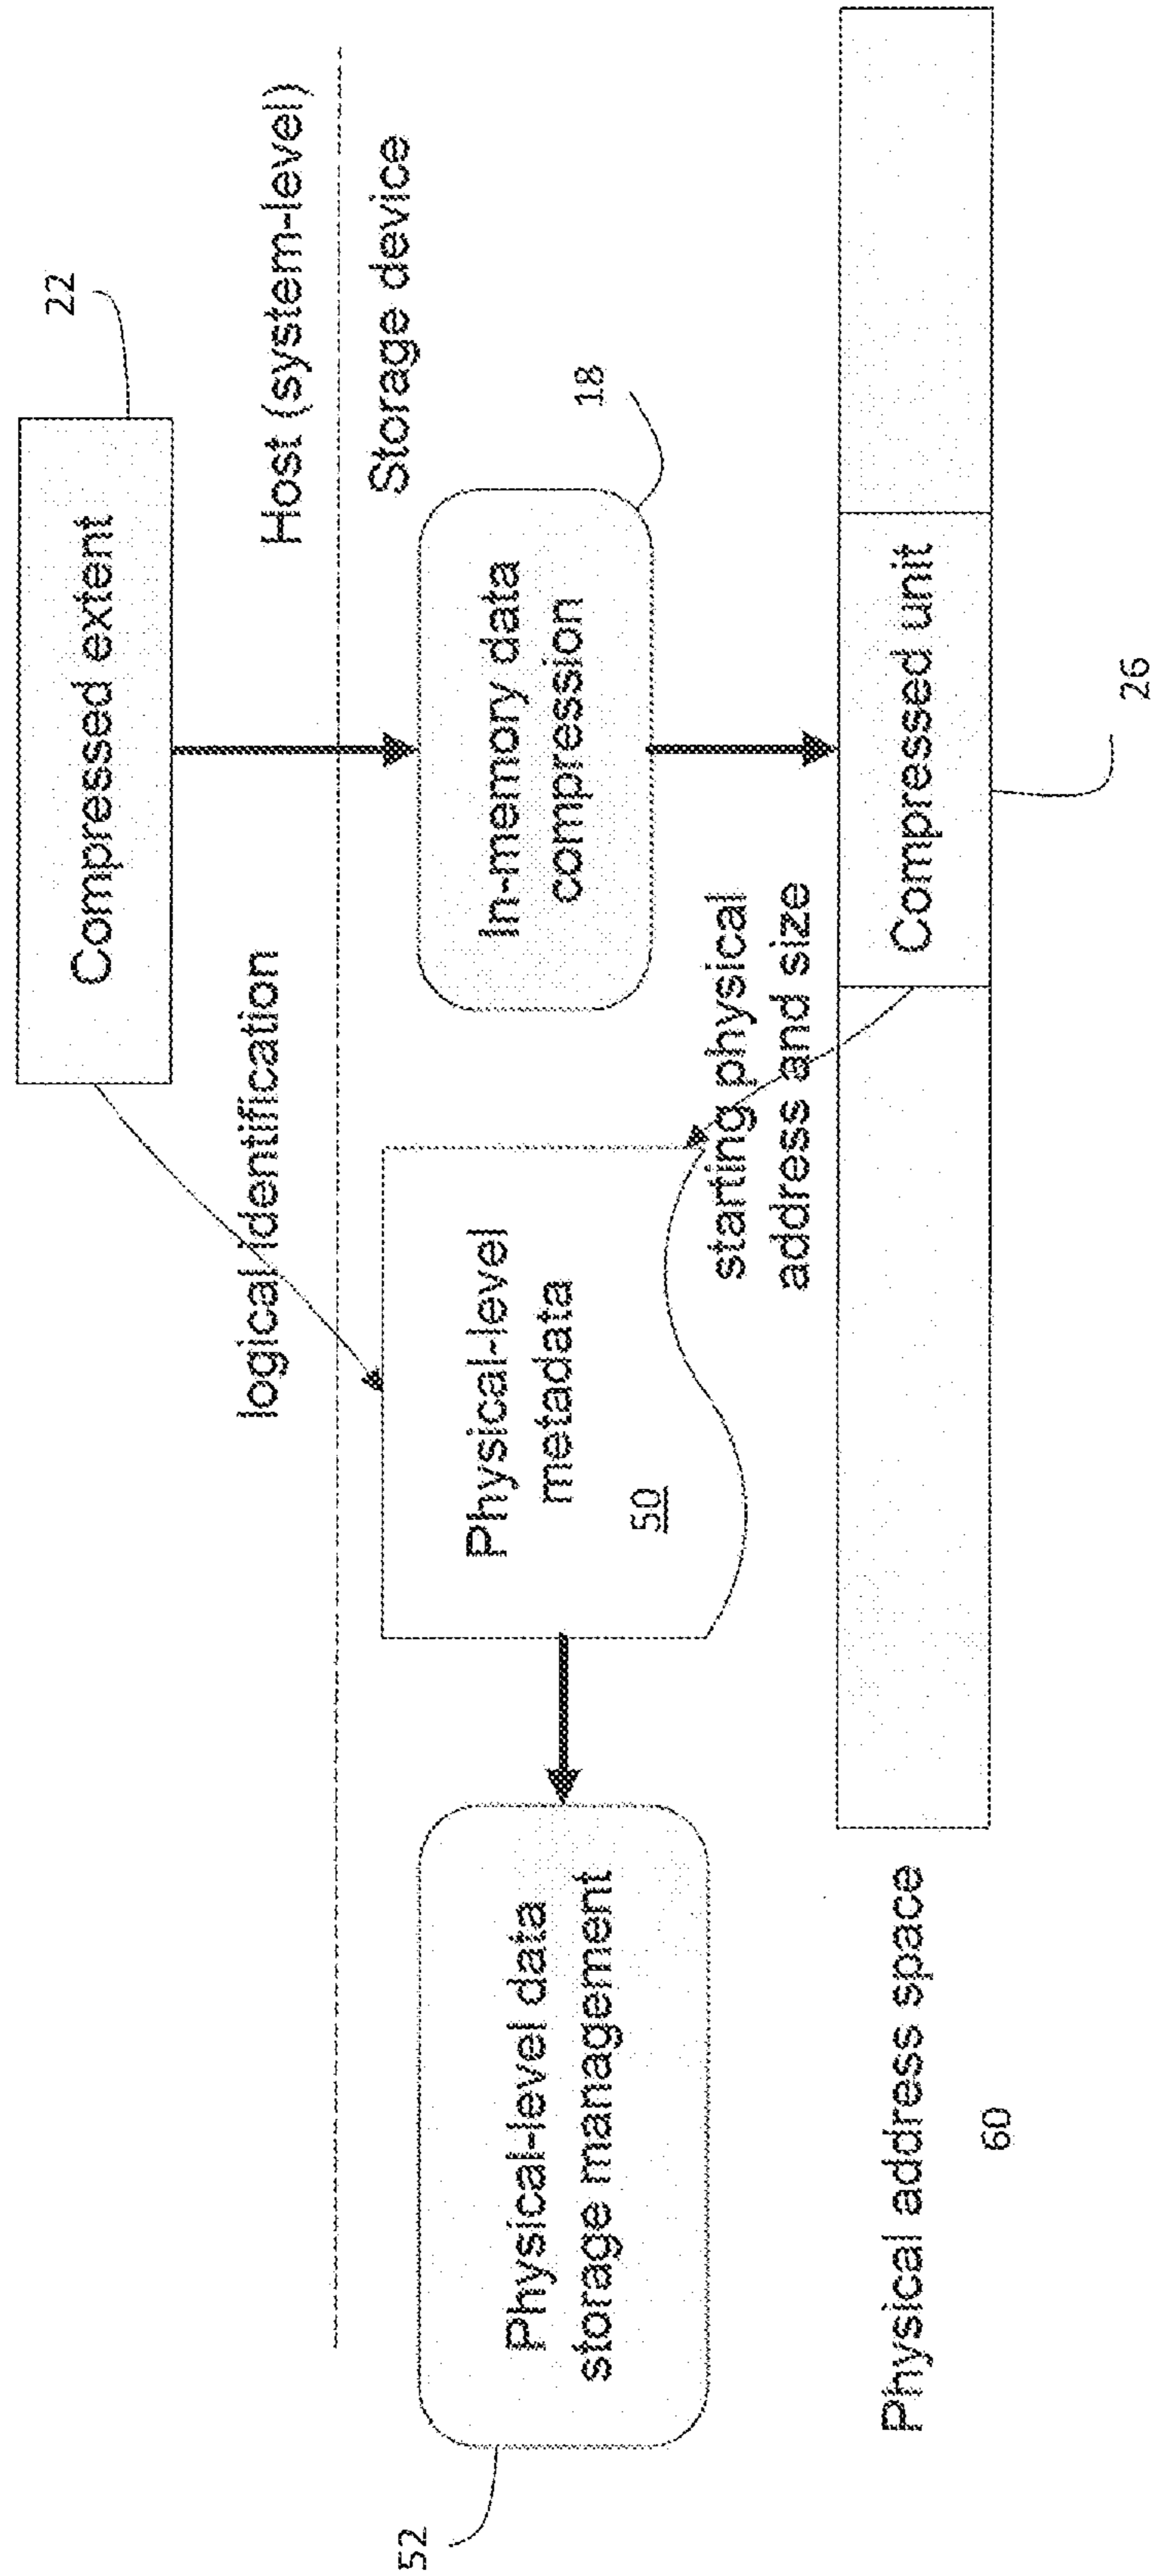 22
Compressed extent
Host (system-level)
logical identification
Storage device
18
In-memory data
compression
Physical-level
metadata
50
Physical-level data
storage management
52
starting physical
address and size
Compressed unit
26
Physical address space
60